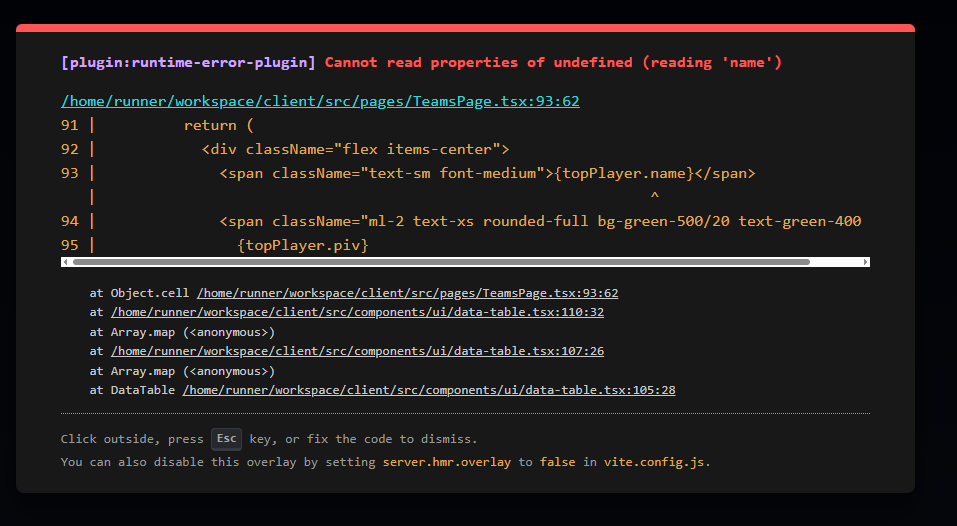 [plugin:runtime-error-plugin] Cannot read properties of undefined (reading 'name')
/home/runner/workspace/client/src/pages/TeamsPage.tsx:93:62
91 |          return (
92 |            <div className="flex items-center">
93 |              <span className="text-sm font-medium">{topPlayer.name}</span>
   |                                                              ^
94 |              <span className="ml-2 text-xs rounded-full bg-green-500/20 text-green-400
95 |                {topPlayer.piv}
at Object.cell /home/runner/workspace/client/src/pages/TeamsPage.tsx:93:62
at /home/runner/workspace/client/src/components/ui/data-table.tsx:110:32
at Array.map (<anonymous>)
at /home/runner/workspace/client/src/components/ui/data-table.tsx:107:26
at Array.map (<anonymous>)
at DataTable /home/runner/workspace/client/src/components/ui/data-table.tsx:105:28
Click outside, press Esc key, or fix the code to dismiss.
You can also disable this overlay by setting server.hmr.overlay to false in vite.config.js.